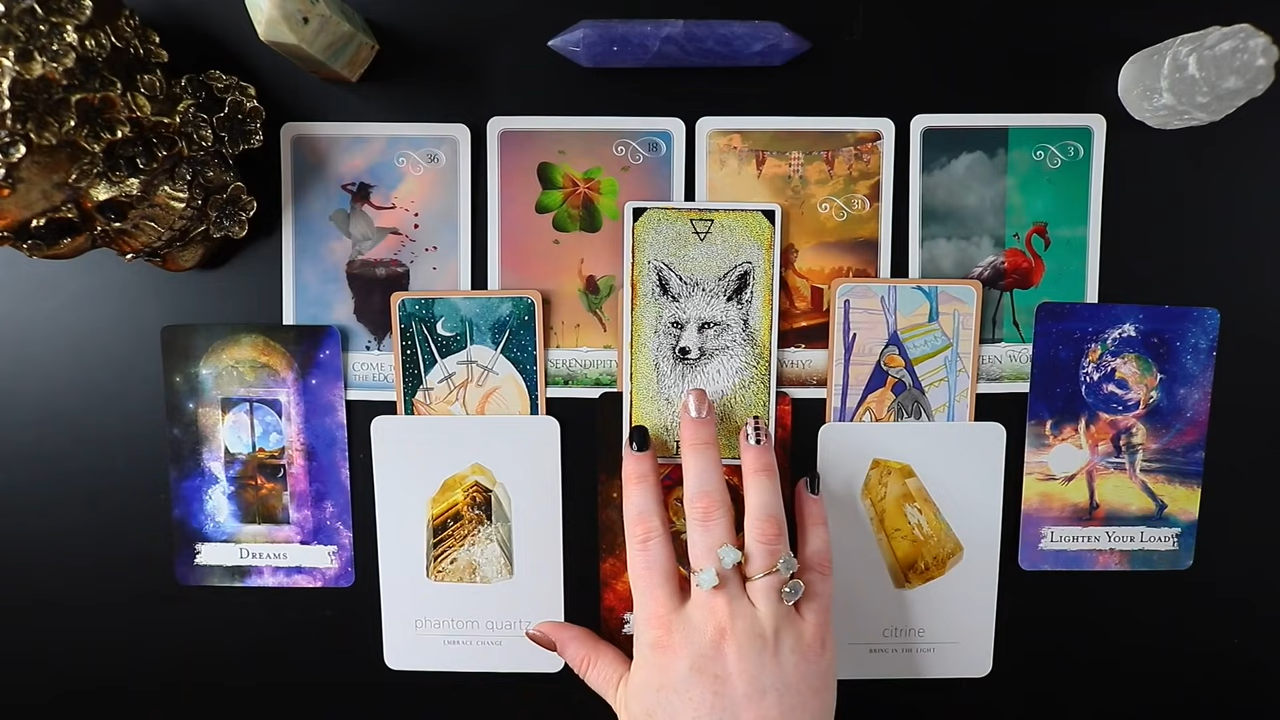 36
18
31
3
COME TO
THE EDGE
SERENDIPITY
WHY?
DREAMS
LIGHTEN YOUR LOAD
phantom quartz
EMBRACE CHANGE
citrine
BRING IN THE LIGHT